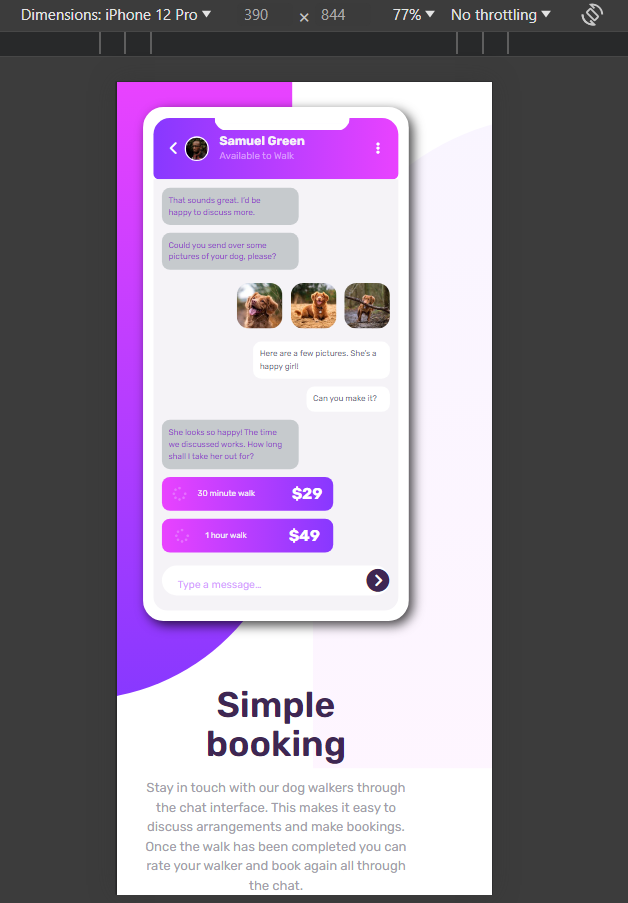 Dimensions: iPhone 12 Pro 390 × 844 77% No throttling
Samuel Green
Available to Walk
That sounds great. I'd be
happy to discuss more.
Could you send over some
pictures of your dog, please?
Here are a few pictures. She's a
happy girl!
Can you make it?
She looks so happy! The time
we discussed works. How long
shall I take her out for?
30 minute walk $29
1 hour walk $49
Type a message...
Simple
booking
Stay in touch with our dog walkers through
the chat interface. This makes it easy to
discuss arrangements and make bookings.
Once the walk has been completed you can
rate your walker and book again all through
the chat.